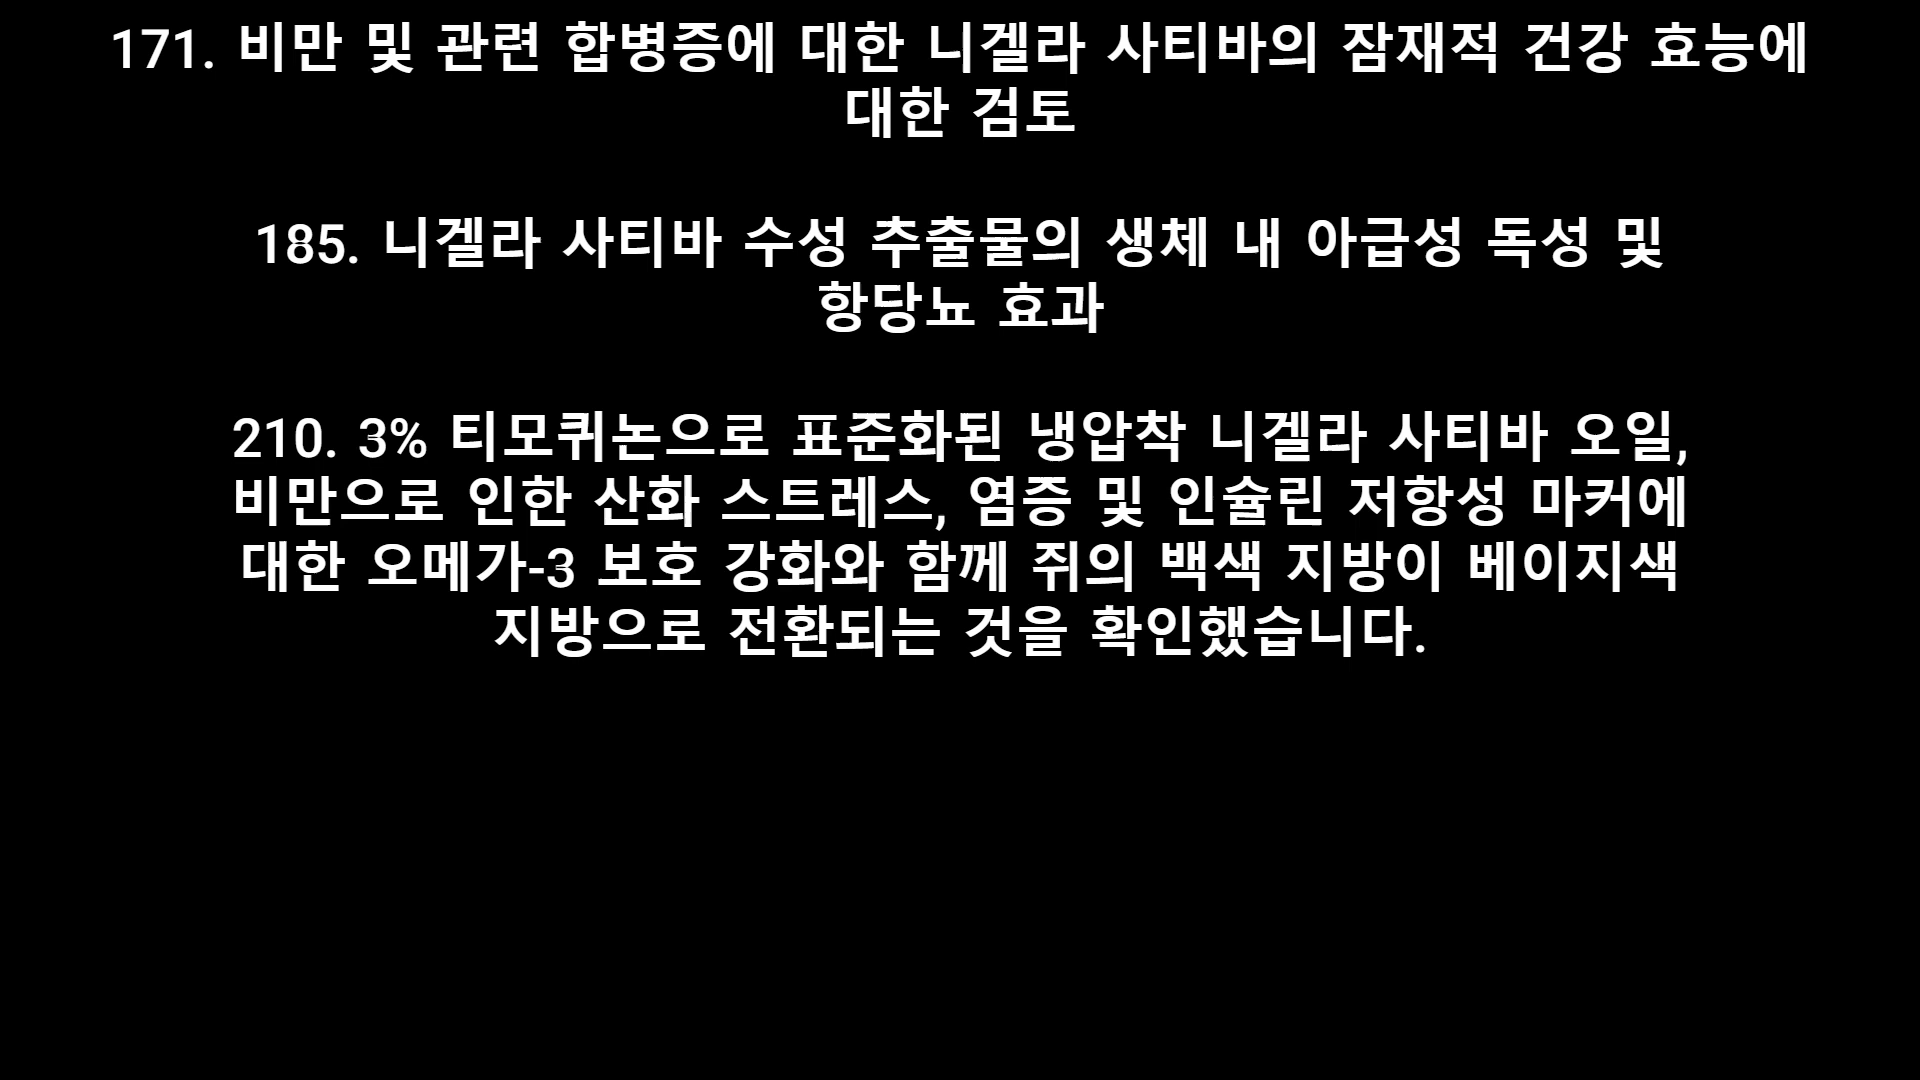 171. 비만 및 관련 합병증에 대한 니겔라 사티바의 잠재적 건강 효능에
대한 검토
185. 니겔라 사티바 수성 추출물의 생체 내 아급성 독성 및
항당뇨 효과
210. 3% 티모퀴논으로 표준화된 냉압착 니겔라 사티바 오일,
비만으로 인한 산화 스트레스, 염증 및 인슐린 저항성 마커에
대한 오메가-3 보호 강화와 함께 쥐의 백색 지방이 베이지색
지방으로 전환되는 것을 확인했습니다.